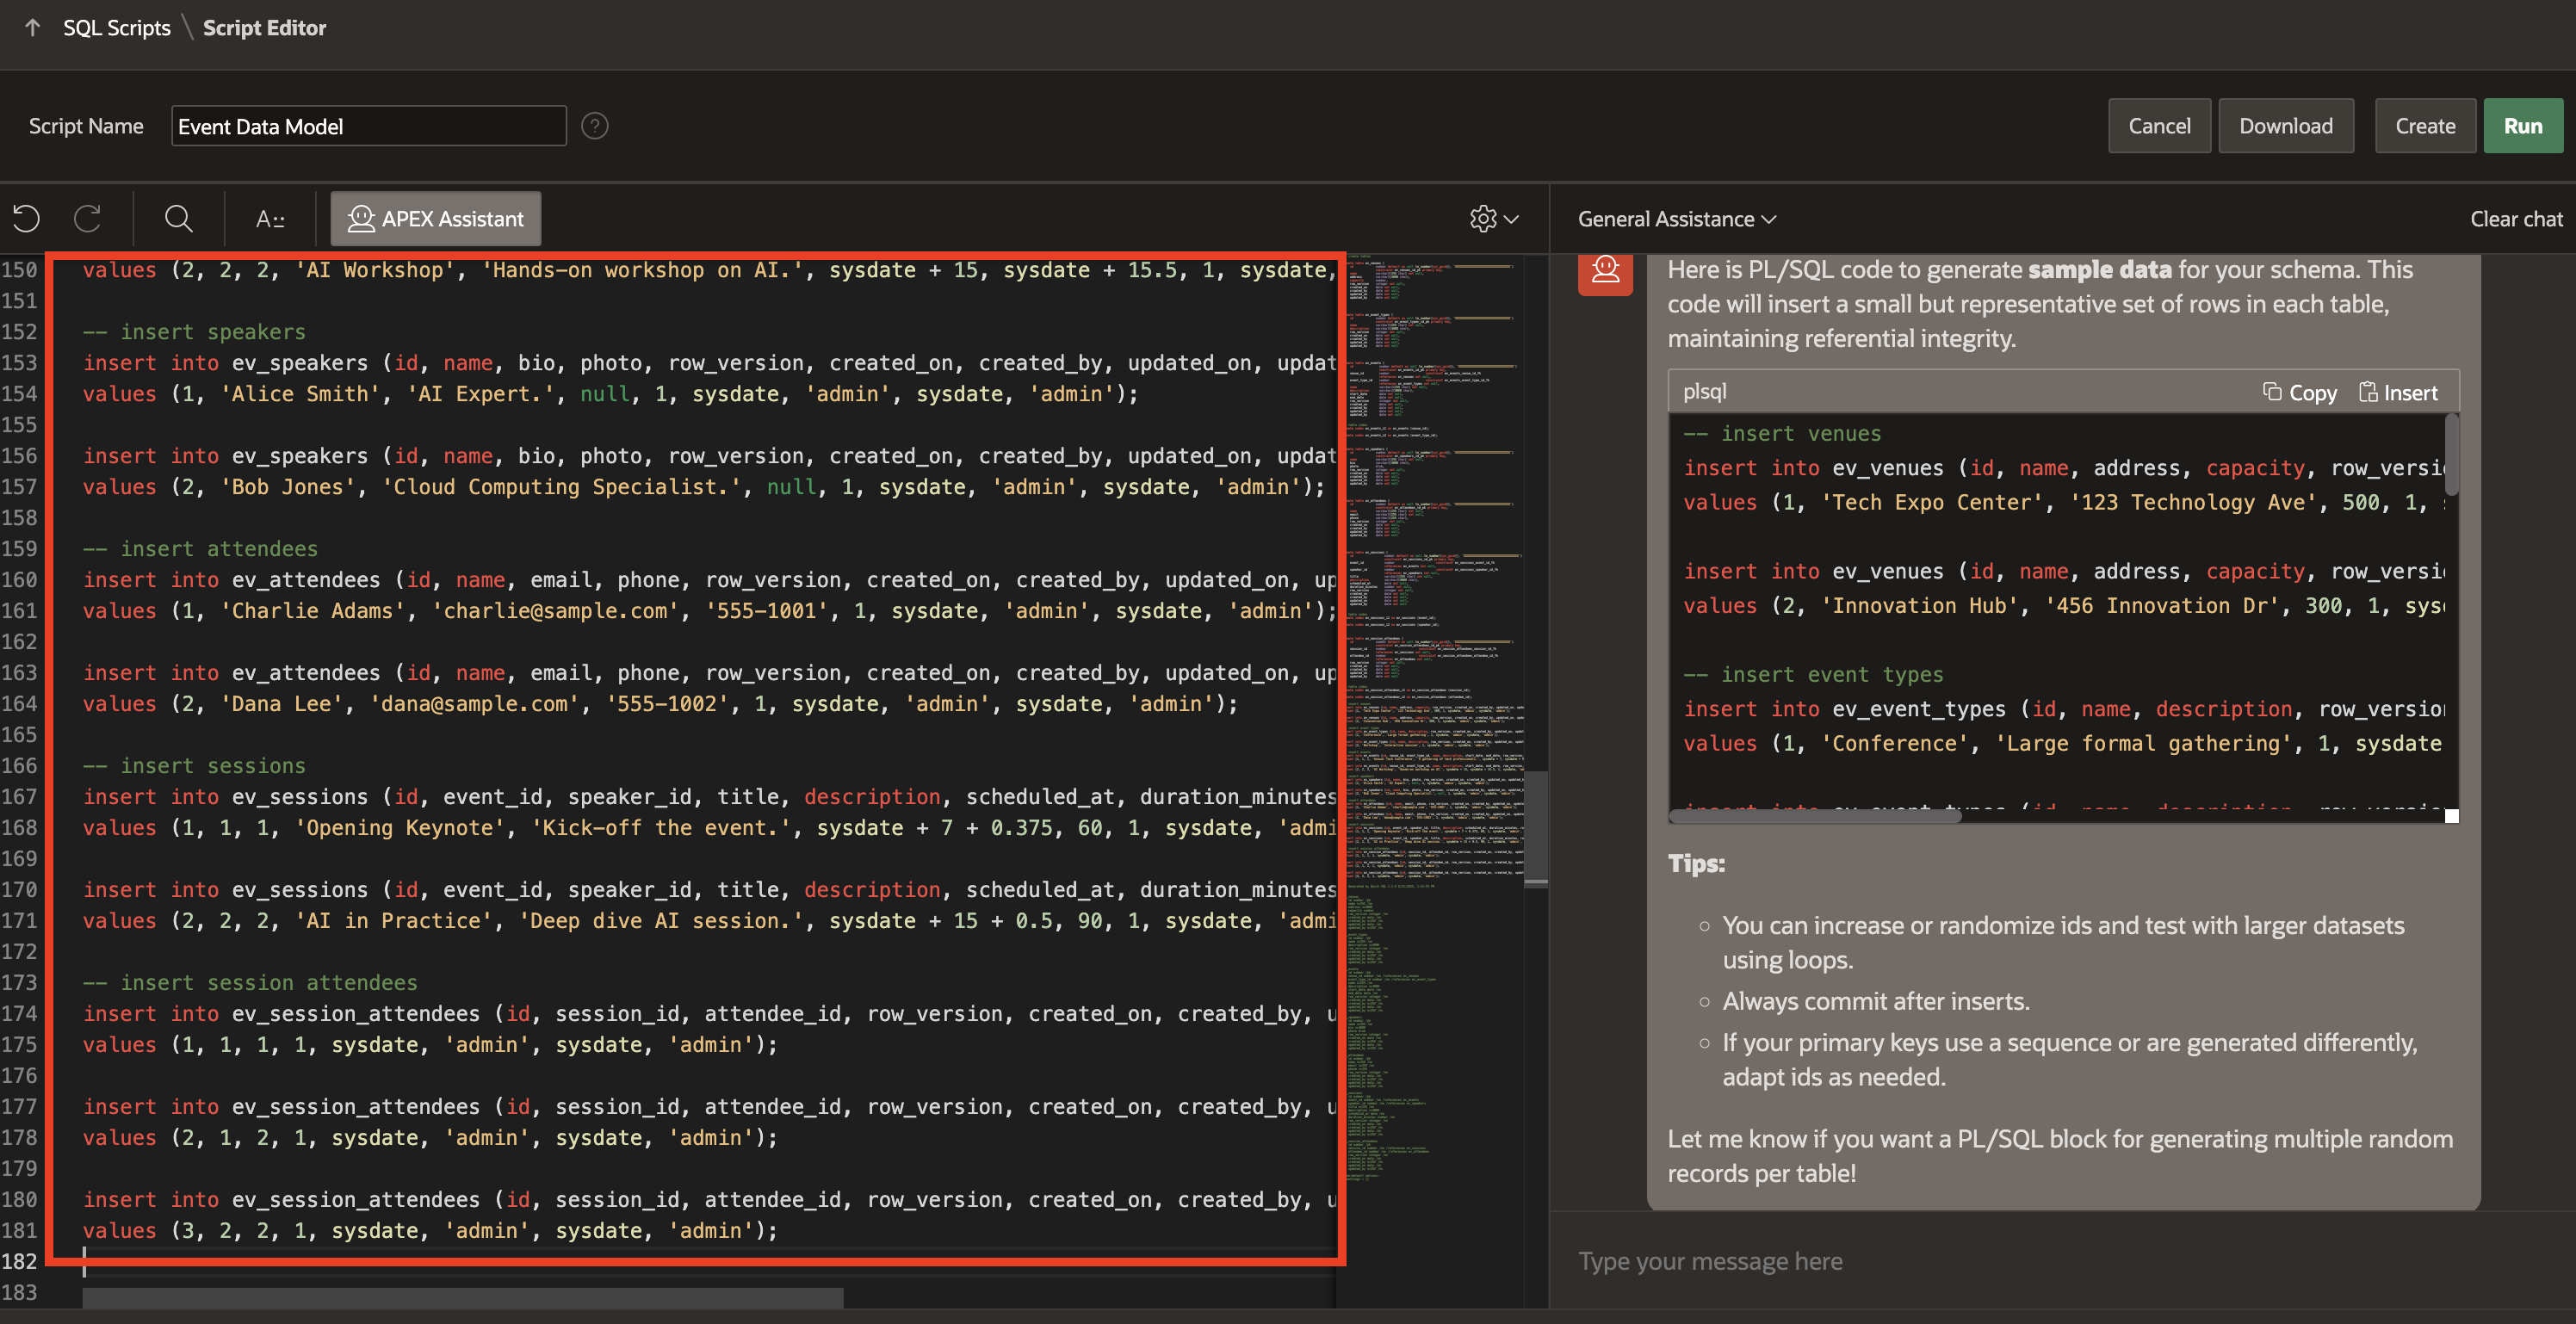 SQL Scripts \ Script Editor
Script Name
Event Data Model
?
Cancel
Download
Create
Run
A::
APEX Assistant
General Assistance
Clear chat
150 values (2, 2, 2, 'AI Workshop', 'Hands-on workshop on AI.', sysdate + 15, sysdate + 15.5, 1, sysdate,
151
152 -- insert speakers
153 insert into ev_speakers (id, name, bio, photo, row_version, created_on, created_by, updated_on, updat
154 values (1, 'Alice Smith', 'AI Expert.', null, 1, sysdate, 'admin', sysdate, 'admin');
155
156 insert into ev_speakers (id, name, bio, photo, row_version, created_on, created_by, updated_on, updat
157 values (2, 'Bob Jones', 'Cloud Computing Specialist.', null, 1, sysdate, 'admin', sysdate, 'admin');
158
159 -- insert attendees
160 insert into ev_attendees (id, name, email, phone, row_version, created_on, created_by, updated_on, up
161 values (1, 'Charlie Adams', 'charlie@sample.com', '555-1001', 1, sysdate, 'admin', sysdate, 'admin');
162
163 insert into ev_attendees (id, name, email, phone, row_version, created_on, created_by, updated_on, up
164 values (2, 'Dana Lee', 'dana@sample.com', '555-1002', 1, sysdate, 'admin', sysdate, 'admin');
165
166 -- insert sessions
167 insert into ev_sessions (id, event_id, speaker_id, title, description, scheduled_at, duration_minutes
168 values (1, 1, 1, 'Opening Keynote', 'Kick-off the event.', sysdate + 7 + 0.375, 60, 1, sysdate, 'admi
169
170 insert into ev_sessions (id, event_id, speaker_id, title, description, scheduled_at, duration_minutes
171 values (2, 2, 2, 'AI in Practice', 'Deep dive AI session.', sysdate + 15 + 0.5, 90, 1, sysdate, 'admi
172
173 -- insert session attendees
174 insert into ev_session_attendees (id, session_id, attendee_id, row_version, created_on, created_by, u
175 values (1, 1, 1, 1, sysdate, 'admin', sysdate, 'admin');
176
177 insert into ev_session_attendees (id, session_id, attendee_id, row_version, created_on, created_by, u
178 values (2, 1, 2, 1, sysdate, 'admin', sysdate, 'admin');
179
180 insert into ev_session_attendees (id, session_id, attendee_id, row_version, created_on, created_by, u
181 values (3, 2, 2, 1, sysdate, 'admin', sysdate, 'admin');
182
183
Here is PL/SQL code to generate sample data for your schema. This
code will insert a small but representative set of rows in each table,
maintaining referential integrity.
plsql
Copy
Insert
-- insert venues
insert into ev_venues (id, name, address, capacity, row_versi
values (1, 'Tech Expo Center', '123 Technology Ave', 500, 1,
insert into ev_venues (id, name, address, capacity, row_versi
values (2, 'Innovation Hub', '456 Innovation Dr', 300, 1, sys
-- insert event types
insert into ev_event_types (id, name, description, row_versio
values (1, 'Conference', 'Large formal gathering', 1, sysdate
insert into ev_event_types (id, name, description, row_versio
Tips:
You can increase or randomize ids and test with larger datasets
using loops.
Always commit after inserts.
If your primary keys use a sequence or are generated differently,
adapt ids as needed.
Let me know if you want a PL/SQL block for generating multiple random
records per table!
Type your message here